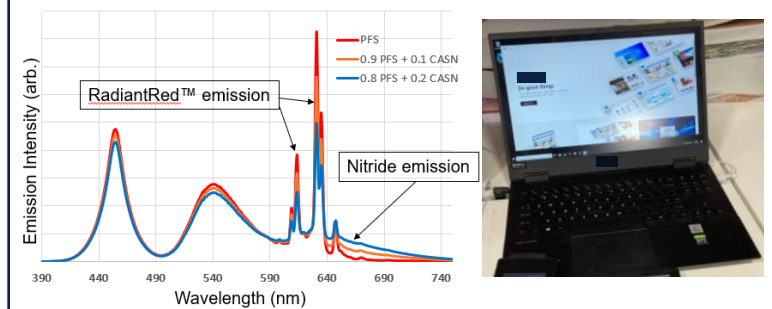 PFS
0.9 PFS + 0.1 CASN
0.8 PFS + 0.2 CASN
RadiantRed™ emission
Nitride emission
Emission Intensity (arb.)
390 440 490 540 590 640 690 740
Wavelength (nm)
Do great things